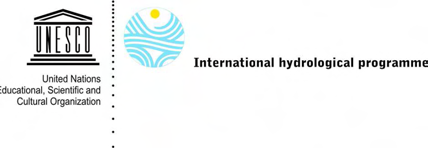 UNESCO
United Nations
Educational, Scientific and
Cultural Organization
International hydrological programme